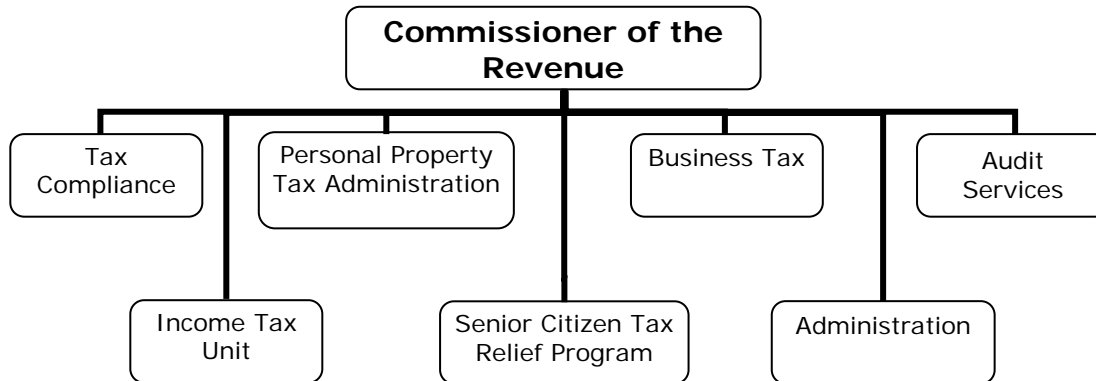 Commissioner of the
Revenue
Tax
Compliance
Personal Property
Tax Administration
Business Tax
Audit
Services
Income Tax
Unit
Senior Citizen Tax
Relief Program
Administration